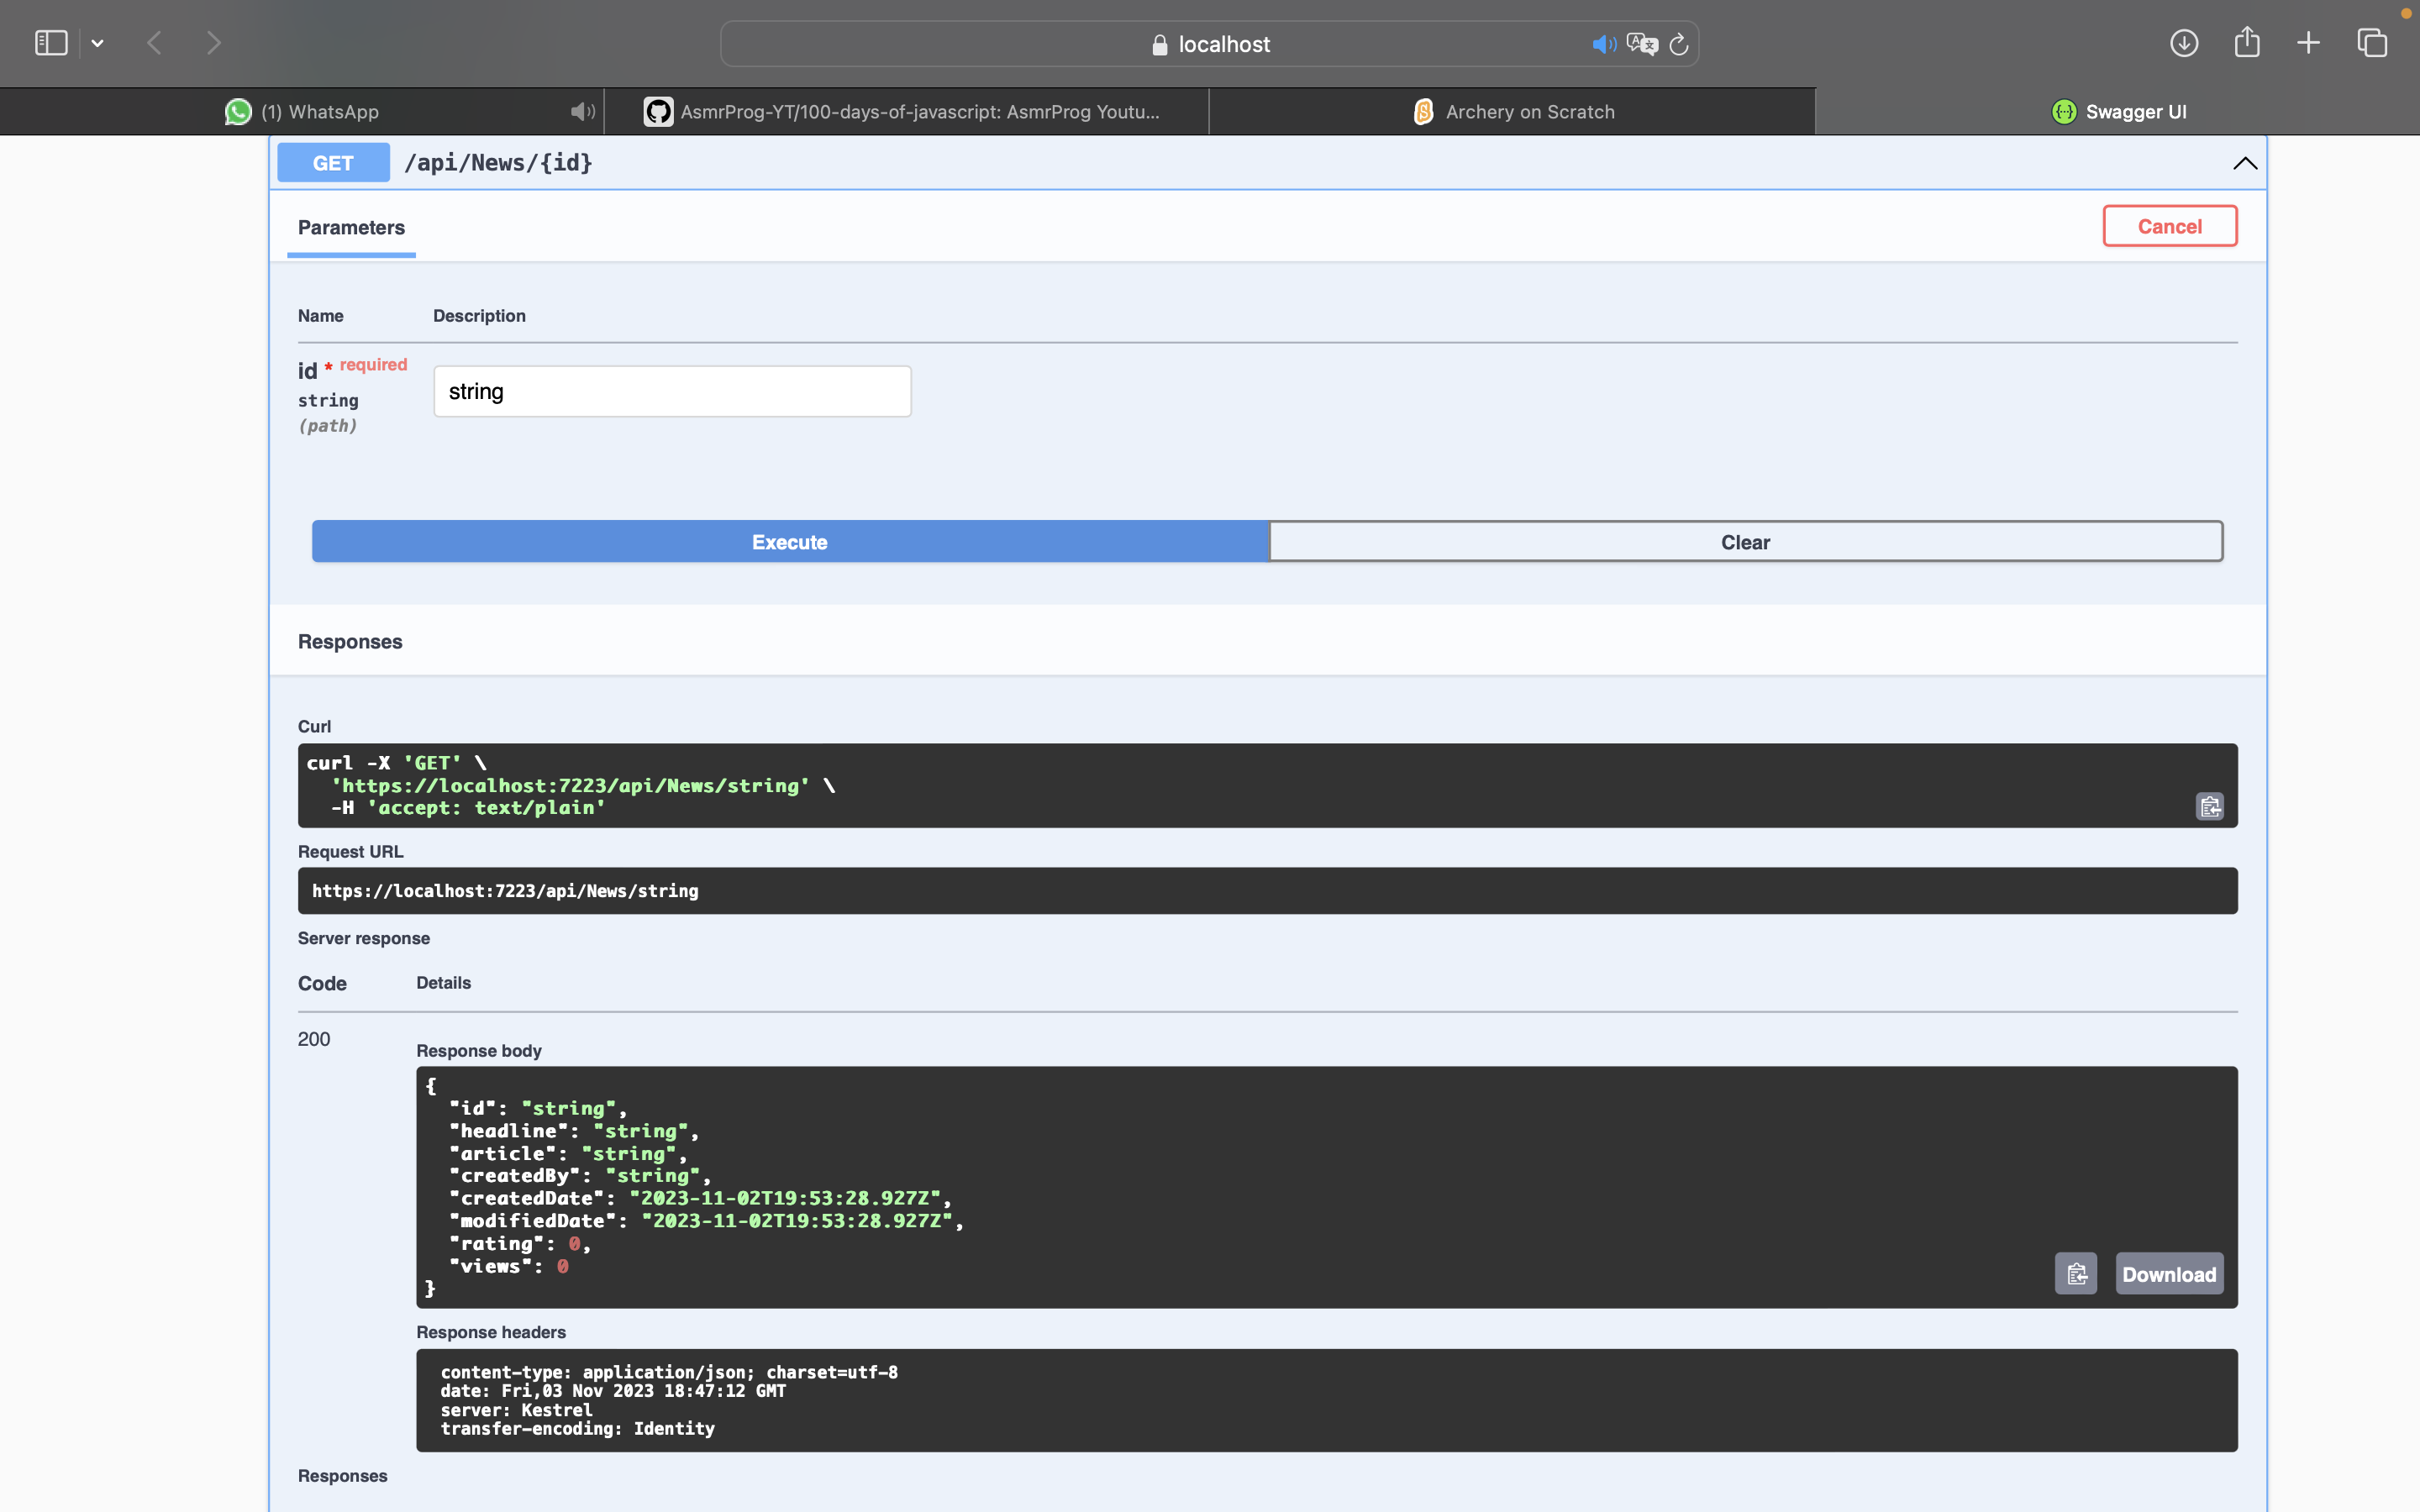 localhost
(1) WhatsApp
AsmrProg-YT/100-days-of-javascript: AsmrProg Youtu...
Archery on Scratch
Swagger UI
GET /api/News/{id}
Parameters
Cancel
Name Description
id * required
string
(path)
string
Execute Clear
Responses
Curl
curl -X 'GET' \
'https://localhost:7223/api/News/string' \
-H 'accept: text/plain'
Request URL
https://localhost:7223/api/News/string
Server response
Code Details
200
Response body
{
"id": "string",
"headline": "string",
"article": "string",
"createdBy": "string",
"createdDate": "2023-11-02T19:53:28.927Z",
"modifiedDate": "2023-11-02T19:53:28.927Z",
"rating": 0,
"views": 0
}
Download
Response headers
content-type: application/json; charset=utf-8
date: Fri,03 Nov 2023 18:47:12 GMT
server: Kestrel
transfer-encoding: Identity
Responses